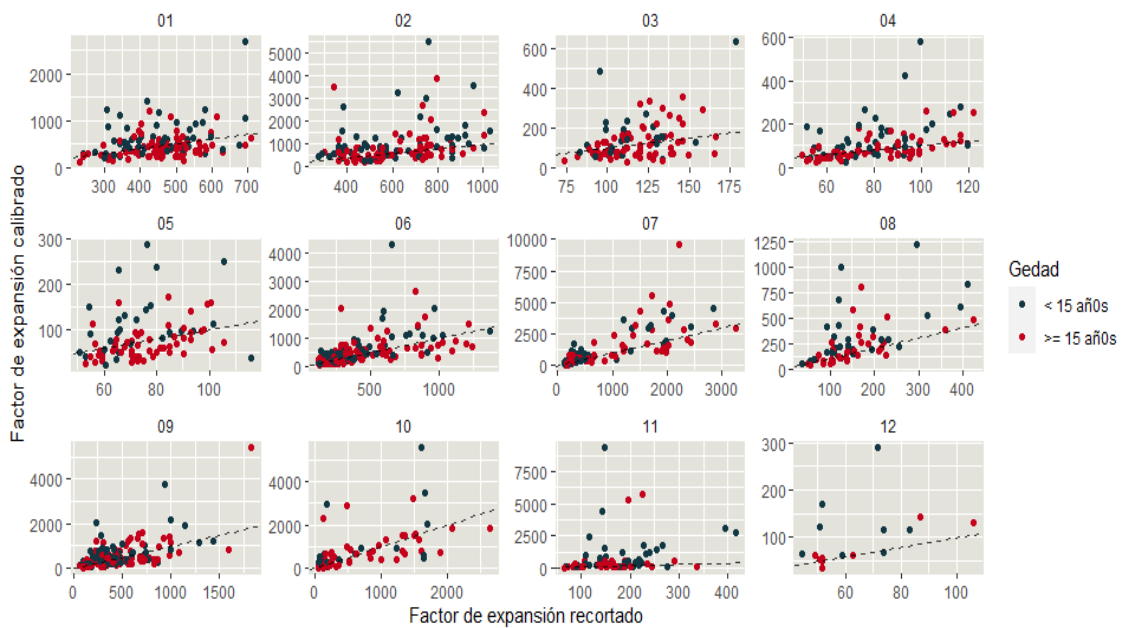 01 02 03 04
2000 1000 0
5000 4000 3000 2000 1000 0
600 400 200 0
600 400 200 0
300 400 500 600 700
400 600 800 1000
75 100 125 150 175
60 80 100 120
05 06 07 08
300 200 100
4000 3000 2000 1000 0
10000 7500 5000 2500 0
1250 1000 750 500 250 0
60 80 100
500 1000
0 1000 2000 3000
100 200 300 400
09 10 11 12
4000 2000 0
6000 4000 2000 0
7500 5000 2500 0
300 200 100
0 500 1000 1500
0 1000 2000
100 200 300 400
60 80 100
Factor de expansión calibrado
Factor de expansión recortado
Gedad
< 15 añ0s
>= 15 añ0s